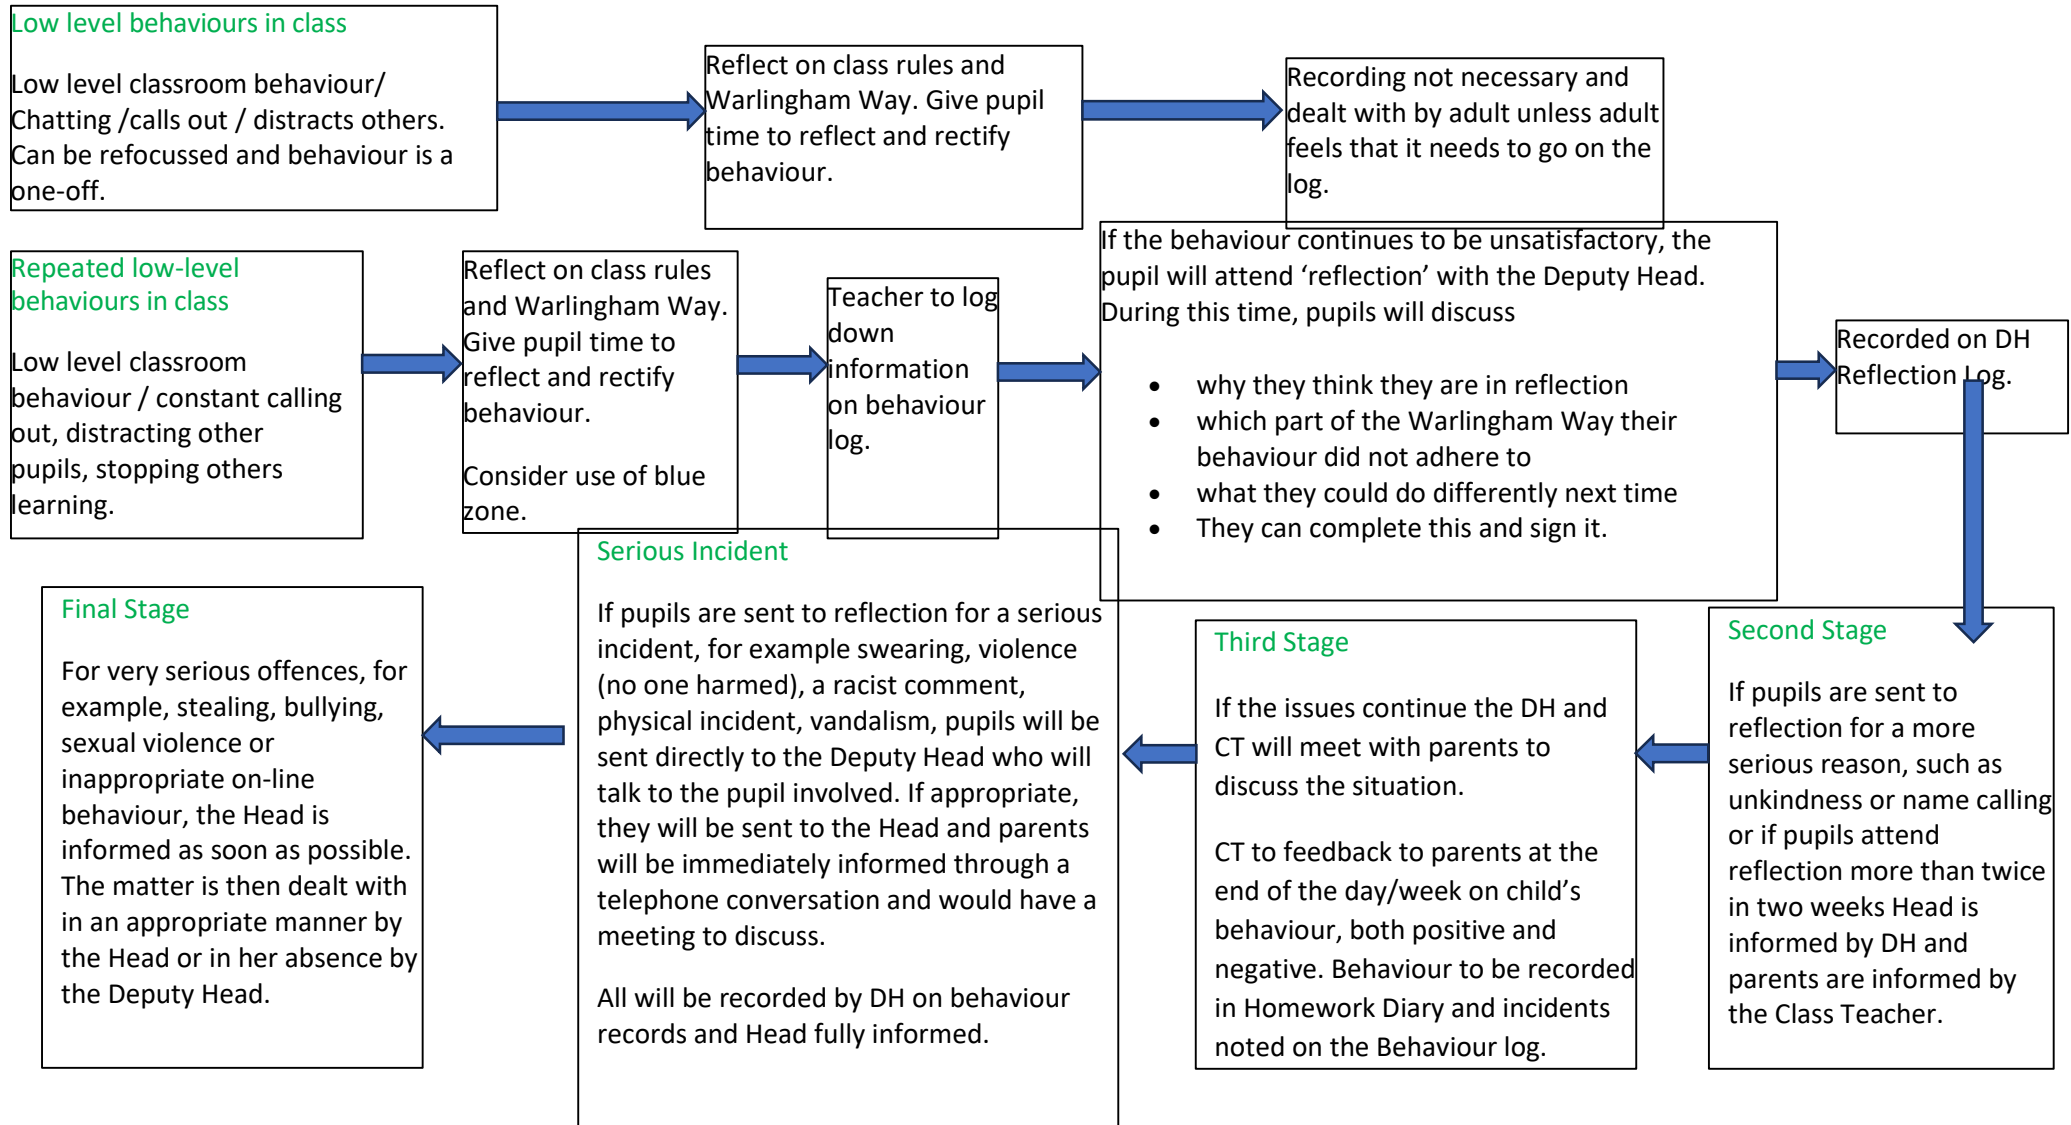 Low level behaviours in class
Low level classroom behaviour/
Chatting /calls out / distracts others.
Can be refocussed and behaviour is a
one-off.
Reflect on class rules and
Warlingham Way. Give pupil
time to reflect and rectify
behaviour.
Recording not necessary and
dealt with by adult unless adult
feels that it needs to go on the
log.
Repeated low-level
behaviours in class
Low level classroom
behaviour / constant calling
out, distracting other
pupils, stopping others
learning.
Reflect on class rules
and Warlingham Way.
Give pupil time to
reflect and rectify
behaviour.
Consider use of blue
zone.
Teacher to log
down
information
on behaviour
log.
If the behaviour continues to be unsatisfactory, the
pupil will attend ‘reflection’ with the Deputy Head.
During this time, pupils will discuss
• why they think they are in reflection
• which part of the Warlingham Way their
behaviour did not adhere to
• what they could do differently next time
• They can complete this and sign it.
Recorded on DH
Reflection Log.
Second Stage
If pupils are sent to
reflection for a more
serious reason, such as
unkindness or name calling
or if pupils attend
reflection more than twice
in two weeks Head is
informed by DH and
parents are informed by
the Class Teacher.
Third Stage
If the issues continue the DH and
CT will meet with parents to
discuss the situation.
CT to feedback to parents at the
end of the day/week on child’s
behaviour, both positive and
negative. Behaviour to be recorded
in Homework Diary and incidents
noted on the Behaviour log.
Serious Incident
If pupils are sent to reflection for a serious
incident, for example swearing, violence
(no one harmed), a racist comment,
physical incident, vandalism, pupils will be
sent directly to the Deputy Head who will
talk to the pupil involved. If appropriate,
they will be sent to the Head and parents
will be immediately informed through a
telephone conversation and would have a
meeting to discuss.
All will be recorded by DH on behaviour
records and Head fully informed.
Final Stage
For very serious offences, for
example, stealing, bullying,
sexual violence or
inappropriate on-line
behaviour, the Head is
informed as soon as possible.
The matter is then dealt with
in an appropriate manner by
the Head or in her absence by
the Deputy Head.